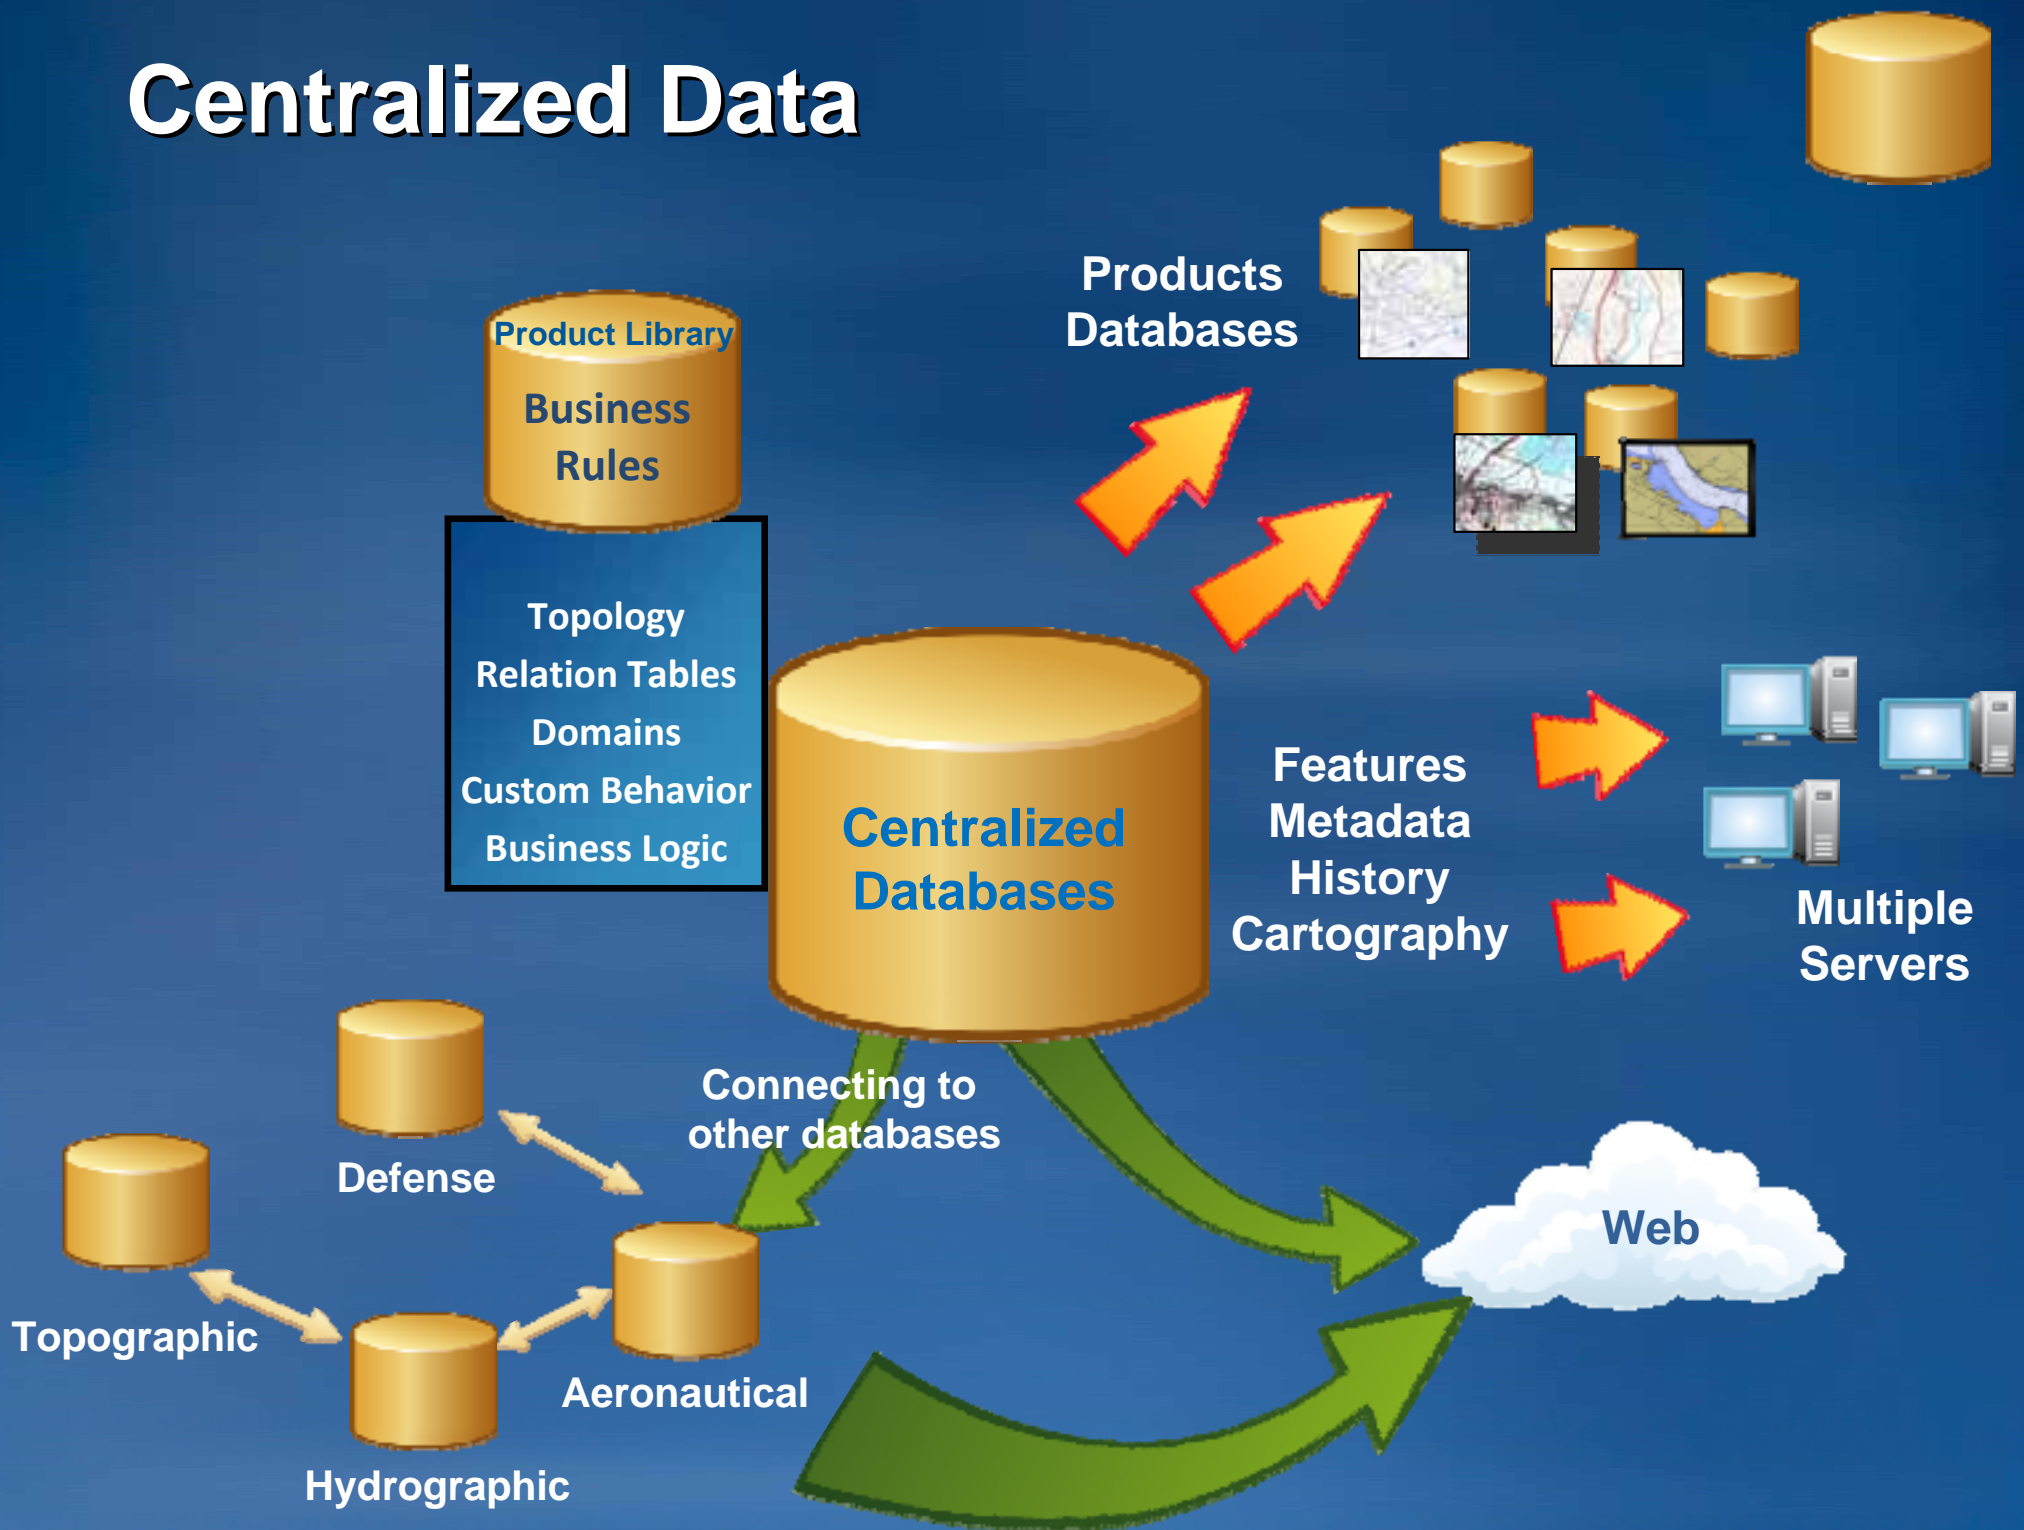 Centralized Data
Products
Databases
Product Library
Business
Rules
Topology
Relation Tables
Domains
Custom Behavior
Business Logic
Centralized
Databases
Features
Metadata
History
Cartography
Multiple
Servers
Connecting to
other databases
Defense
Topographic
Aeronautical
Hydrographic
Web